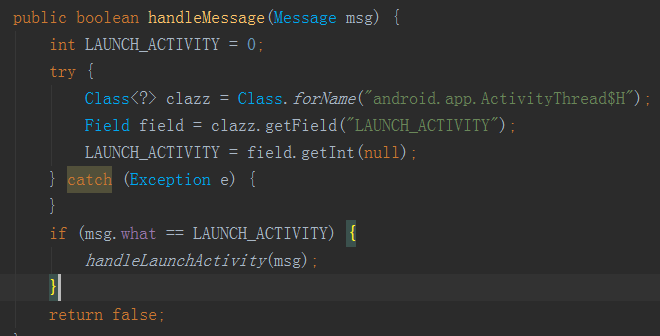 public boolean handleMessage(Message msg) {
int LAUNCH_ACTIVITY = 0;
try {
Class<?> clazz = Class.forName("android.app.ActivityThread$H");
Field field = clazz.getField("LAUNCH_ACTIVITY");
LAUNCH_ACTIVITY = field.getInt(null);
} catch (Exception e) {
}
if (msg.what == LAUNCH_ACTIVITY) {
handleLaunchActivity(msg);
}
return false;
}